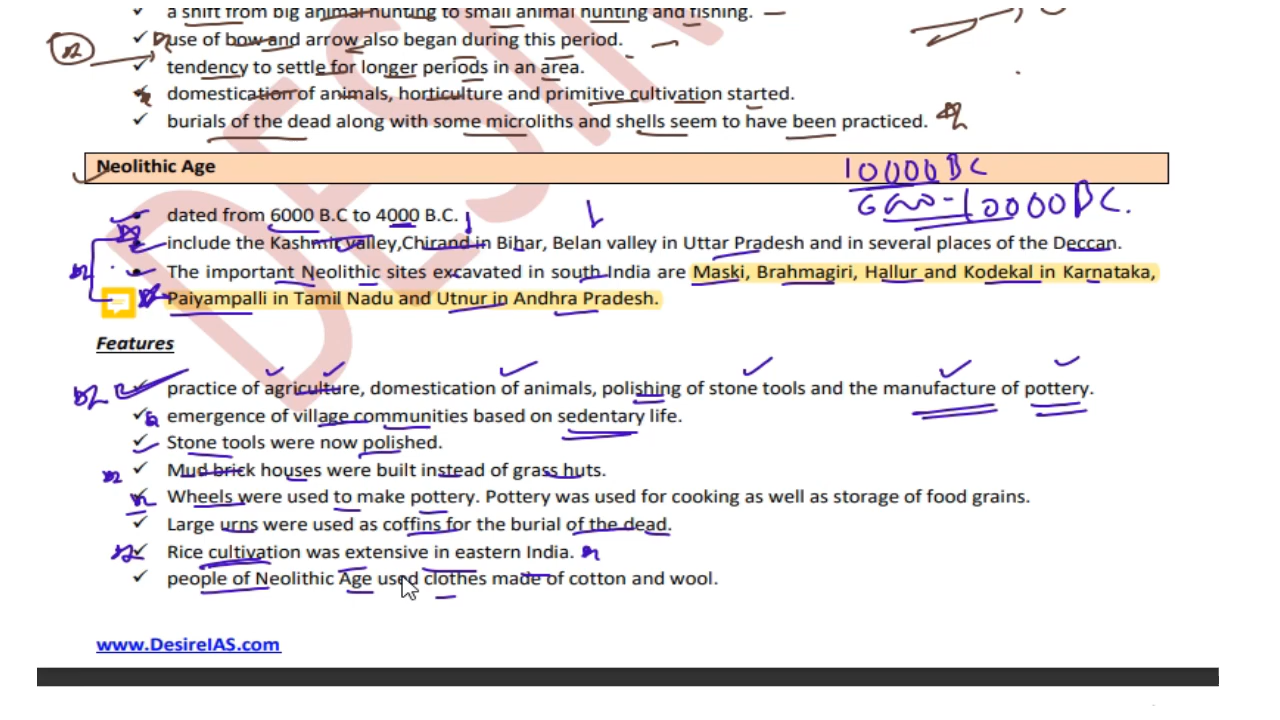 a shift from big animal hunting to small animal hunting and fishing.
use of bow and arrow also began during this period.
tendency to settle for longer periods in an area.
domestication of animals, horticulture and primitive cultivation started.
burials of the dead along with some microliths and shells seem to have been practiced.
Neolithic Age
10000 BC
6000-10000BC.
dated from 6000 B.C to 4000 B.C.
include the Kashmir valley,Chirand in Bihar, Belan valley in Uttar Pradesh and in several places of the Deccan.
The important Neolithic sites excavated in south India are Maski, Brahmagiri, Hallur and Kodekal in Karnataka,
Paiyampalli in Tamil Nadu and Utnur in Andhra Pradesh.
Features
practice of agriculture, domestication of animals, polishing of stone tools and the manufacture of pottery.
emergence of village communities based on sedentary life.
Stone tools were now polished.
Mud brick houses were built instead of grass huts.
Wheels were used to make pottery. Pottery was used for cooking as well as storage of food grains.
Large urns were used as coffins for the burial of the dead.
Rice cultivation was extensive in eastern India.
people of Neolithic Age used clothes made of cotton and wool.
www.DesireIAS.com